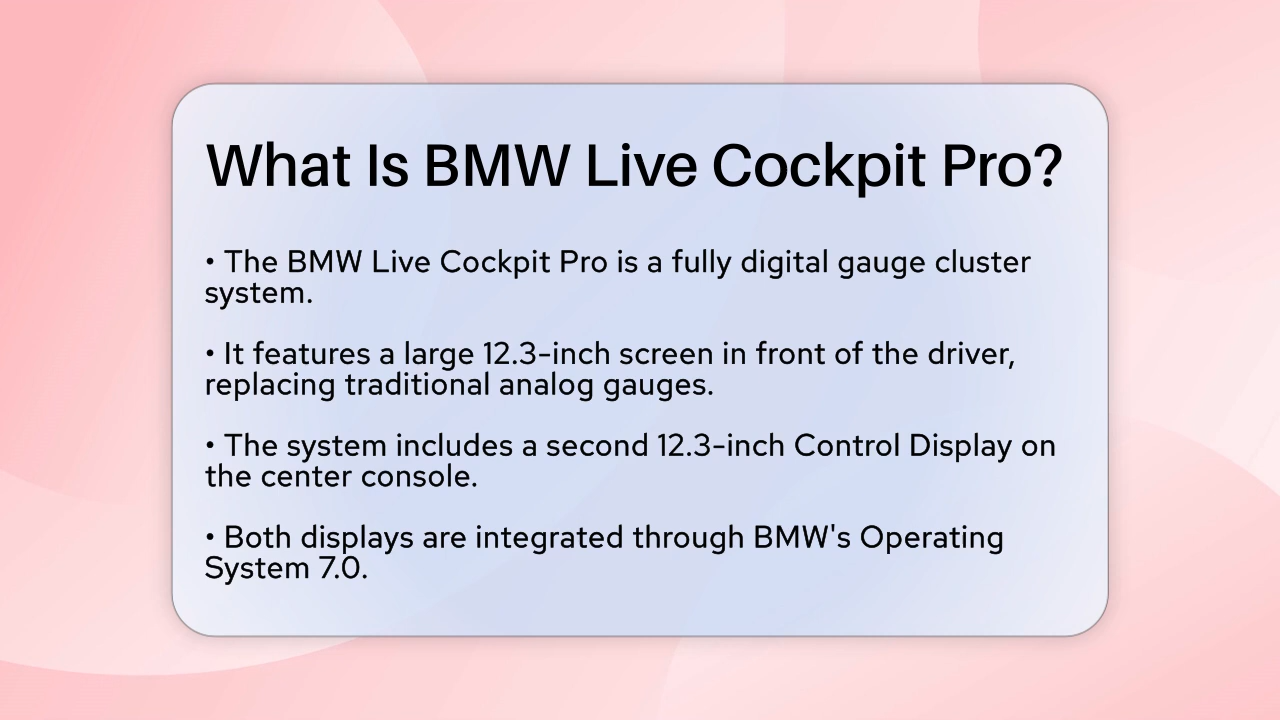 What Is BMW Live Cockpit Pro?
• The BMW Live Cockpit Pro is a fully digital gauge cluster
system.
• It features a large 12.3-inch screen in front of the driver,
replacing traditional analog gauges.
• The system includes a second 12.3-inch Control Display on
the center console.
• Both displays are integrated through BMW's Operating
System 7.0.